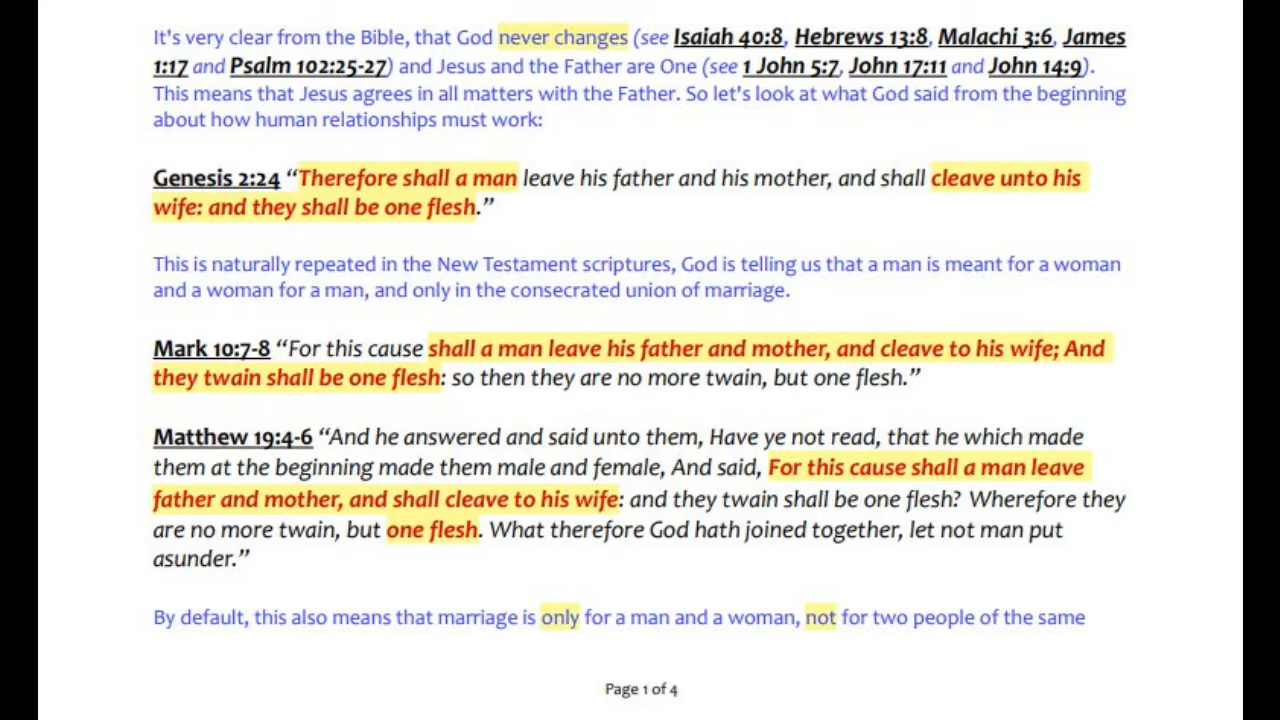 It's very clear from the Bible, that God never changes (see Isaiah 40:8, Hebrews 13:8, Malachi 3:6, James
1:17 and Psalm 102:25-27) and Jesus and the Father are One (see 1 John 5:7, John 17:11 and John 14:9).
This means that Jesus agrees in all matters with the Father. So let's look at what God said from the beginning
about how human relationships must work:
Genesis 2:24 “Therefore shall a man leave his father and his mother, and shall cleave unto his
wife: and they shall be one flesh.”
This is naturally repeated in the New Testament scriptures, God is telling us that a man is meant for a woman
and a woman for a man, and only in the consecrated union of marriage.
Mark 10:7-8 “For this cause shall a man leave his father and mother, and cleave to his wife; And
they twain shall be one flesh: so then they are no more twain, but one flesh.”
Matthew 19:4-6 “And he answered and said unto them, Have ye not read, that he which made
them at the beginning made them male and female, And said, For this cause shall a man leave
father and mother, and shall cleave to his wife: and they twain shall be one flesh? Wherefore they
are no more twain, but one flesh. What therefore God hath joined together, let not man put
asunder.”
By default, this also means that marriage is only for a man and a woman, not for two people of the same
Page 1 of 4